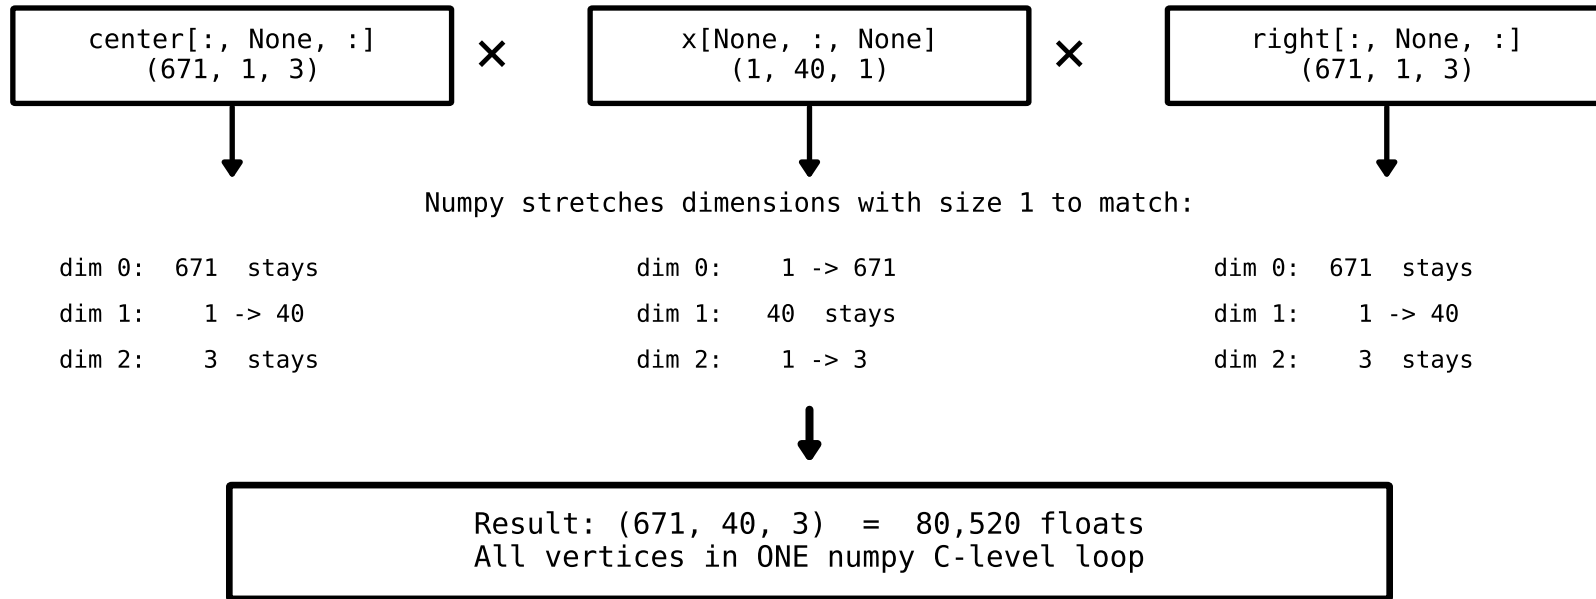 center[:, None, :]
(671, 1, 3)
×
x[None, :, None]
(1, 40, 1)
×
right[:, None, :]
(671, 1, 3)
Numpy stretches dimensions with size 1 to match:
dim 0:  671  stays
dim 1:    1 -> 40
dim 2:    3  stays
dim 0:    1 -> 671
dim 1:   40  stays
dim 2:    1 -> 3
dim 0:  671  stays
dim 1:    1 -> 40
dim 2:    3  stays
Result: (671, 40, 3)  =  80,520 floats
All vertices in ONE numpy C-level loop